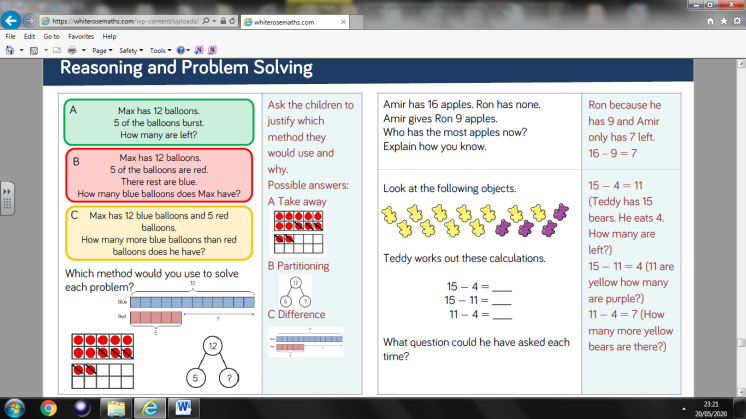 https://whiterosemaths.com/wp-content/uploads/
whiterosemaths.com
File Edit View Go to Favorites Help
Page Safety Tools
Reasoning and Problem Solving
A
Max has 12 balloons.
5 of the balloons burst.
How many are left?
B
Max has 12 balloons.
5 of the balloons are red.
There rest are blue.
How many blue balloons does Max have?
C
Max has 12 blue balloons and 5 red
balloons.
How many more blue balloons than red
balloons does he have?
Which method would you use to solve
each problem?
12
Blue
Red
5
?
12
5
?
Ask the children to
justify which
method they
would use and
why.
Possible answers:
A Take away
B Partitioning
12
5
?
C Difference
Amir has 16 apples. Ron has none.
Amir gives Ron 9 apples.
Who has the most apples now?
Explain how you know.
Look at the following objects.
Teddy works out these calculations.
15 – 4 = ____
15 – 11 = ____
11 – 4 = ____
What question could he have asked each
time?
Ron because he
has 9 and Amir
only has 7 left.
16 – 9 = 7
15 – 4 = 11
(Teddy has 15
bears. He eats 4.
How many are
left?)
15 – 11 = 4 (11 are
yellow how many
are purple?)
11 – 4 = 7 (How
many more yellow
bears are there?)
23:21
20/05/2020